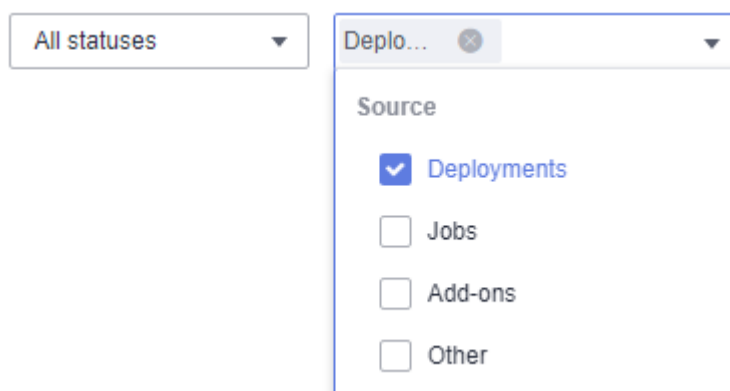 All statuses
Deplo...
Source
Deployments
Jobs
Add-ons
Other